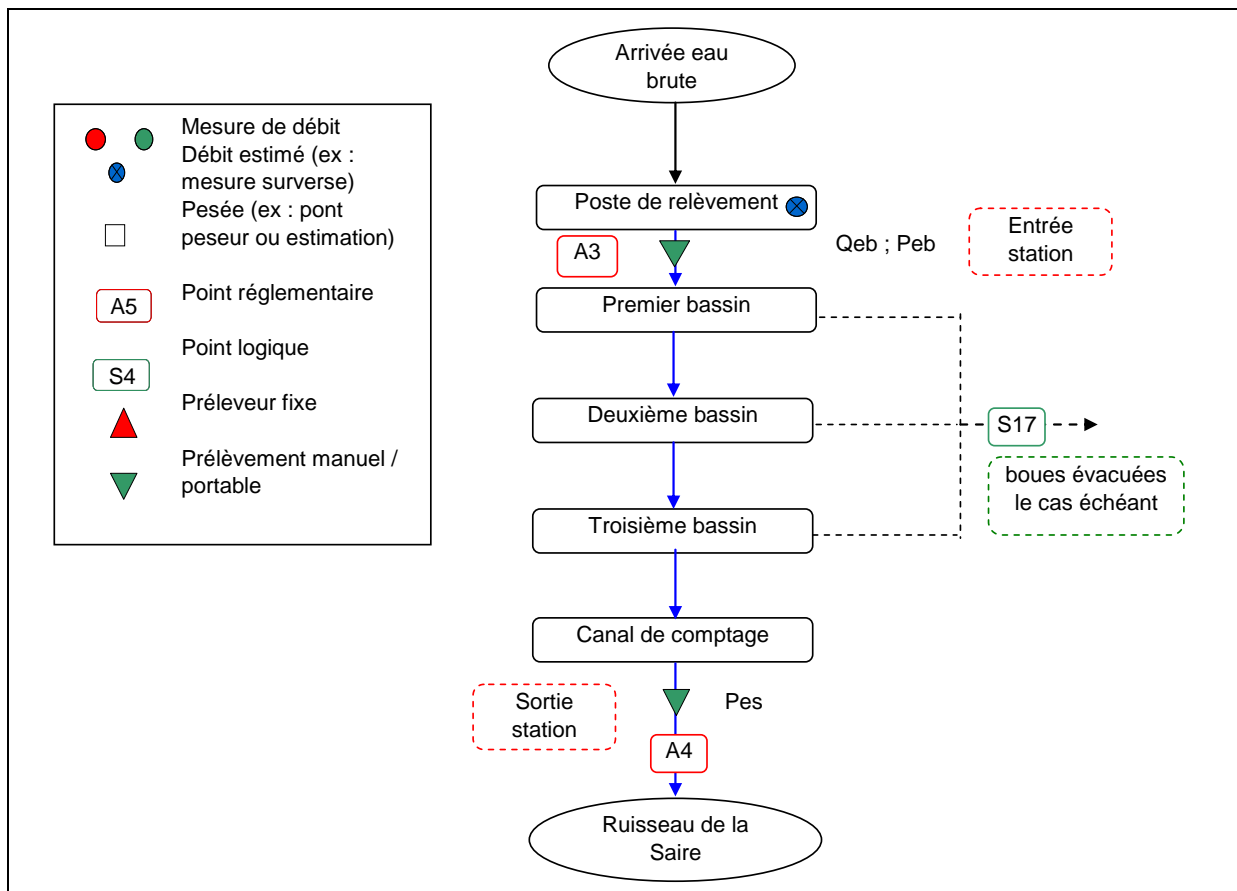 Arrivée eau
brute
Mesure de débit
Débit estimé (ex :
mesure surverse)
Pesée (ex : pont
peseur ou estimation)
A5
Point réglementaire
S4
Point logique
Préleveur fixe
Prélèvement manuel /
portable
Poste de relèvement
A3
Qeb ; Peb
Entrée
station
Premier bassin
Deuxième bassin
S17
boues évacuées
le cas échéant
Troisième bassin
Canal de comptage
Sortie
station
Pes
A4
Ruisseau de la
Saire